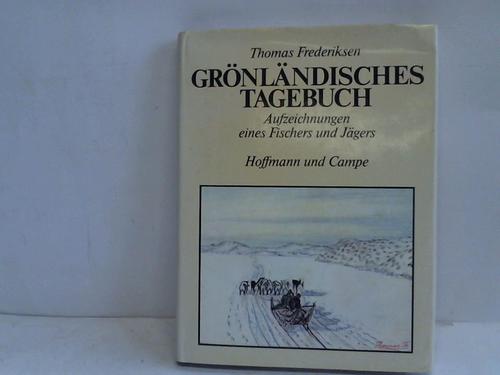 Thomas Frederiksen
GRÖNLÄNDISCHES
TAGEBUCH
Aufzeichnungen
eines Fischers und Jägers
Hoffmann und Campe